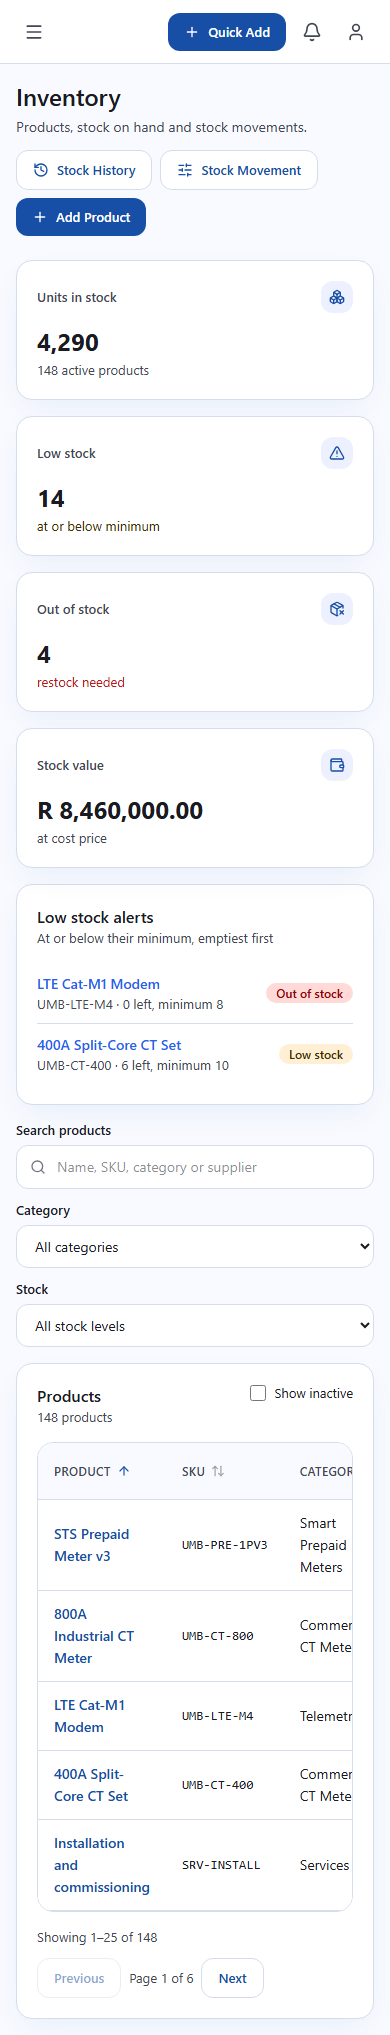 Quick Add
Inventory
Products, stock on hand and stock movements.
Stock History
Stock Movement
Add Product
Units in stock
4,290
148 active products
Low stock
14
at or below minimum
Out of stock
4
restock needed
Stock value
R 8,460,000.00
at cost price
Low stock alerts
At or below their minimum, emptiest first
LTE Cat-M1 Modem
UMB-LTE-M4 · 0 left, minimum 8
Out of stock
400A Split-Core CT Set
UMB-CT-400 · 6 left, minimum 10
Low stock
Search products
Name, SKU, category or supplier
Category
All categories
Stock
All stock levels
Products
Show inactive
148 products
PRODUCT SKU CATEGOR
STS Prepaid
Meter v3
UMB-PRE-1PV3
Smart
Prepaid
Meters
800A
Industrial CT
Meter
UMB-CT-800
Commer
CT Mete
LTE Cat-M1
Modem
UMB-LTE-M4
Telemetr
400A Split-
Core CT Set
UMB-CT-400
Commer
CT Mete
Installation
and
commissioning
SRV-INSTALL
Services
Showing 1–25 of 148
Previous
Page 1 of 6
Next